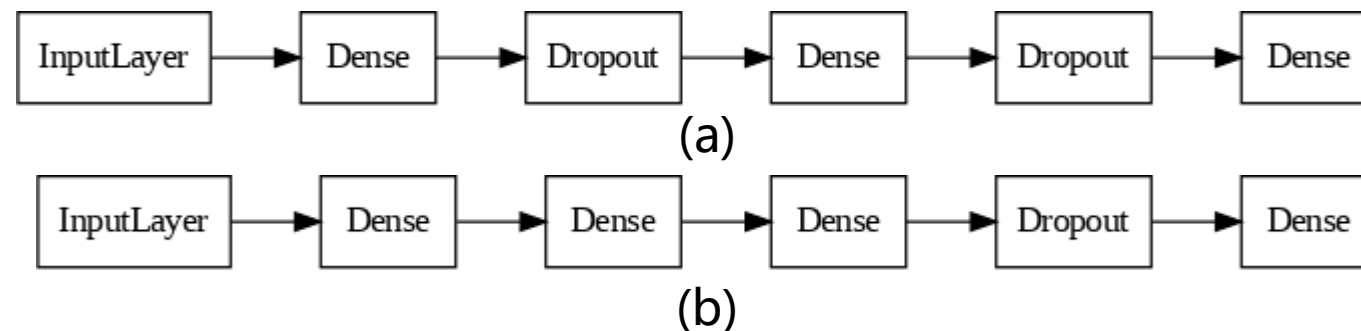 InputLayer Dense Dropout Dense Dropout Dense
(a)
InputLayer Dense Dense Dense Dropout Dense
(b)